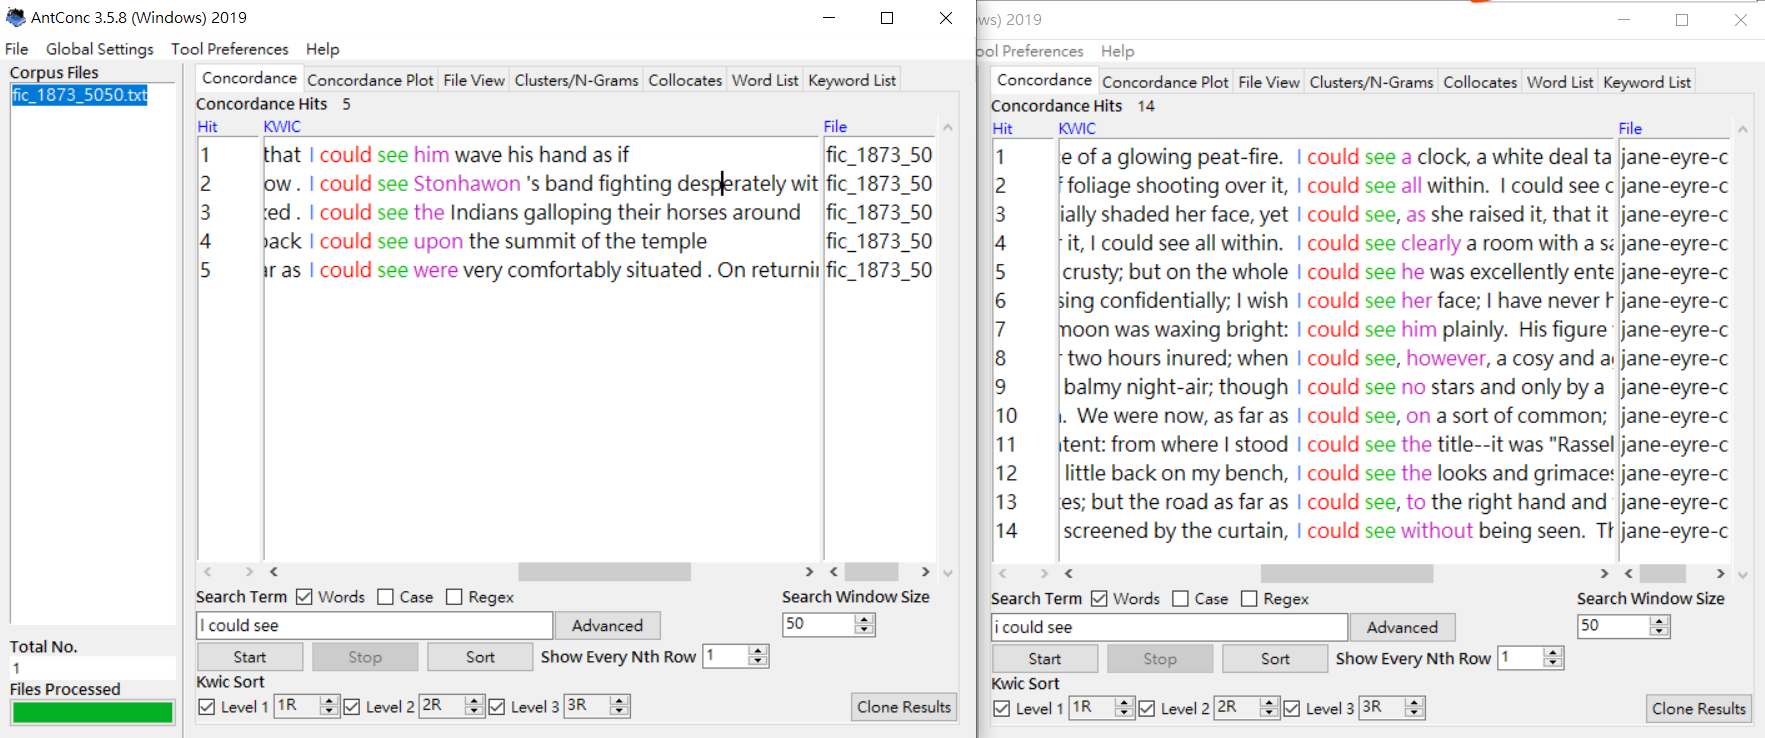 AntConc 3.5.8 (Windows) 2019
File Global Settings Tool Preferences Help
Corpus Files
fic_1873_5050.txt
Total No.
1
Files Processed
Concordance Concordance Plot File View Clusters/N-Grams Collocates Word List Keyword List
Concordance Hits 5
Hit KWIC File
1 that I could see him wave his hand as if fic_1873_50
2 ow . I could see Stonhawon 's band fighting desperately wit fic_1873_50
3 ked . I could see the Indians galloping their horses around fic_1873_50
4 back I could see upon the summit of the temple fic_1873_50
5 ar as I could see were very comfortably situated . On returnin fic_1873_50
Search Term Words Case Regex Search Window Size
I could see Advanced 50
Start Stop Sort Show Every Nth Row 1
Kwic Sort
Level 1 1R Level 2 2R Level 3 3R Clone Results
ws) 2019
ool Preferences Help
Concordance Concordance Plot File View Clusters/N-Grams Collocates Word List Keyword List
Concordance Hits 14
Hit KWIC File
1 e of a glowing peat-fire. I could see a clock, a white deal ta jane-eyre-c
2 f foliage shooting over it, I could see all within. I could see c jane-eyre-c
3 ially shaded her face, yet I could see, as she raised it, that it jane-eyre-c
4 r it, I could see all within. I could see clearly a room with a sa jane-eyre-c
5 crusty; but on the whole I could see he was excellently ente jane-eyre-c
6 sing confidentially; I wish I could see her face; I have never h jane-eyre-c
7 moon was waxing bright: I could see him plainly. His figure jane-eyre-c
8 r two hours inured; when I could see, however, a cosy and ag jane-eyre-c
9 balmy night-air; though I could see no stars and only by a jane-eyre-c
10 . We were now, as far as I could see, on a sort of common; jane-eyre-c
11 tent: from where I stood I could see the title--it was "Rassel jane-eyre-c
12 little back on my bench, I could see the looks and grimaces jane-eyre-c
13 es; but the road as far as I could see, to the right hand and jane-eyre-c
14 screened by the curtain, I could see without being seen. Th jane-eyre-c
Search Term Words Case Regex Search Window Size
i could see Advanced 50
Start Stop Sort Show Every Nth Row 1
Kwic Sort
Level 1 1R Level 2 2R Level 3 3R Clone Results